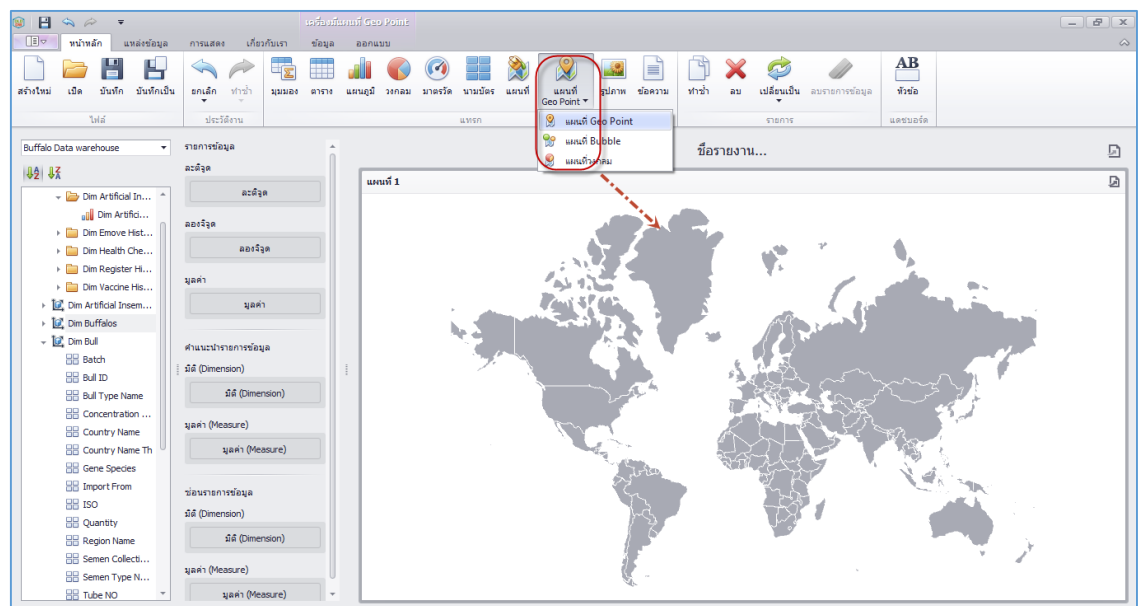 เครื่องมือแผนที่ Geo Point
หน้าหลัก แหล่งข้อมูล การแสดง เกี่ยวกับเรา ข้อมูล ออกแบบ
สร้างใหม่ เปิด บันทึก บันทึกเป็น ยกเลิก ทำซ้ำ มุมมอง ตาราง แผนภูมิ วงกลม มาตรวัด นามบัตร แผนที่ แผนที่ Geo Point รูปภาพ ข้อความ ทำซ้ำ ลบ เปลี่ยนเป็น ลบรายการข้อมูล AB หัวข้อ
ไฟล์ ประวัติงาน แทรก รายการ แดชบอร์ด
แผนที่ Geo Point
แผนที่ Bubble
แผนที่วงกลม
Buffalo Data warehouse
Dim Artificial In...
Dim Artifici...
Dim Emove Hist...
Dim Health Che...
Dim Register Hi...
Dim Vaccine His...
Dim Artificial Insem...
Dim Buffalos
Dim Bull
Batch
Bull ID
Bull Type Name
Concentration ...
Country Name
Country Name Th
Gene Species
Import From
ISO
Quantity
Region Name
Semen Collecti...
Semen Type N...
Tube NO
รายการข้อมูล
ละติจูด
ละติจูด
ลองจิจูด
ลองจิจูด
มูลค่า
มูลค่า
คำแนะนำรายการข้อมูล
มิติ (Dimension)
มิติ (Dimension)
มูลค่า (Measure)
มูลค่า (Measure)
ซ่อนรายการข้อมูล
มิติ (Dimension)
มิติ (Dimension)
มูลค่า (Measure)
มูลค่า (Measure)
ชื่อรายงาน...
แผนที่ 1